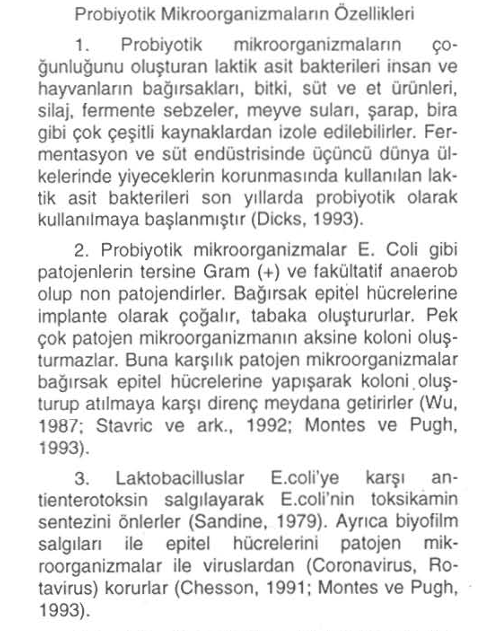 Probiyotik Mikroorganizmaların Özellikleri
1. Probiyotik mikroorganizmaların ço-
ğunluğunu oluşturan laktik asit bakterileri insan ve
hayvanların bağırsakları, bitki, süt ve et ürünleri,
silaj, fermente sebzeler, meyve suları, şarap, bira
gibi çok çeşitli kaynaklardan izole edilebilirler. Fer-
mentasyon ve süt endüstrisinde üçüncü dünya ül-
kelerinde yiyeceklerin korunmasında kullanılan lak-
tik asit bakterileri son yıllarda probiyotik olarak
kullanılmaya başlanmıştır (Dicks, 1993).
2. Probiyotik mikroorganizmalar E. Coli gibi
patojenlerin tersine Gram (+) ve fakültatif anaerob
olup non patojendirler. Bağırsak epitel hücrelerine
implante olarak çoğalır, tabaka oluştururlar. Pek
çok patojen mikroorganizmanın aksine koloni oluş-
turmazlar. Buna karşılık patojen mikroorganizmalar
bağırsak epitel hücrelerine yapışarak koloni oluş-
turup atılmaya karşı direnç meydana getirirler (Wu,
1987; Stavric ve ark., 1992; Montes ve Pugh,
1993).
3. Laktobacilluslar E.coli'ye karşı an-
tienterotoksin salgılayarak E.coli'nin toksikamin
sentezini önlerler (Sandine, 1979). Ayrıca biyofilm
salgıları ile epitel hücrelerini patojen mik-
roorganizmalar ile viruslardan (Coronavirus, Ro-
tavirus) korurlar (Chesson, 1991; Montes ve Pugh,
1993).